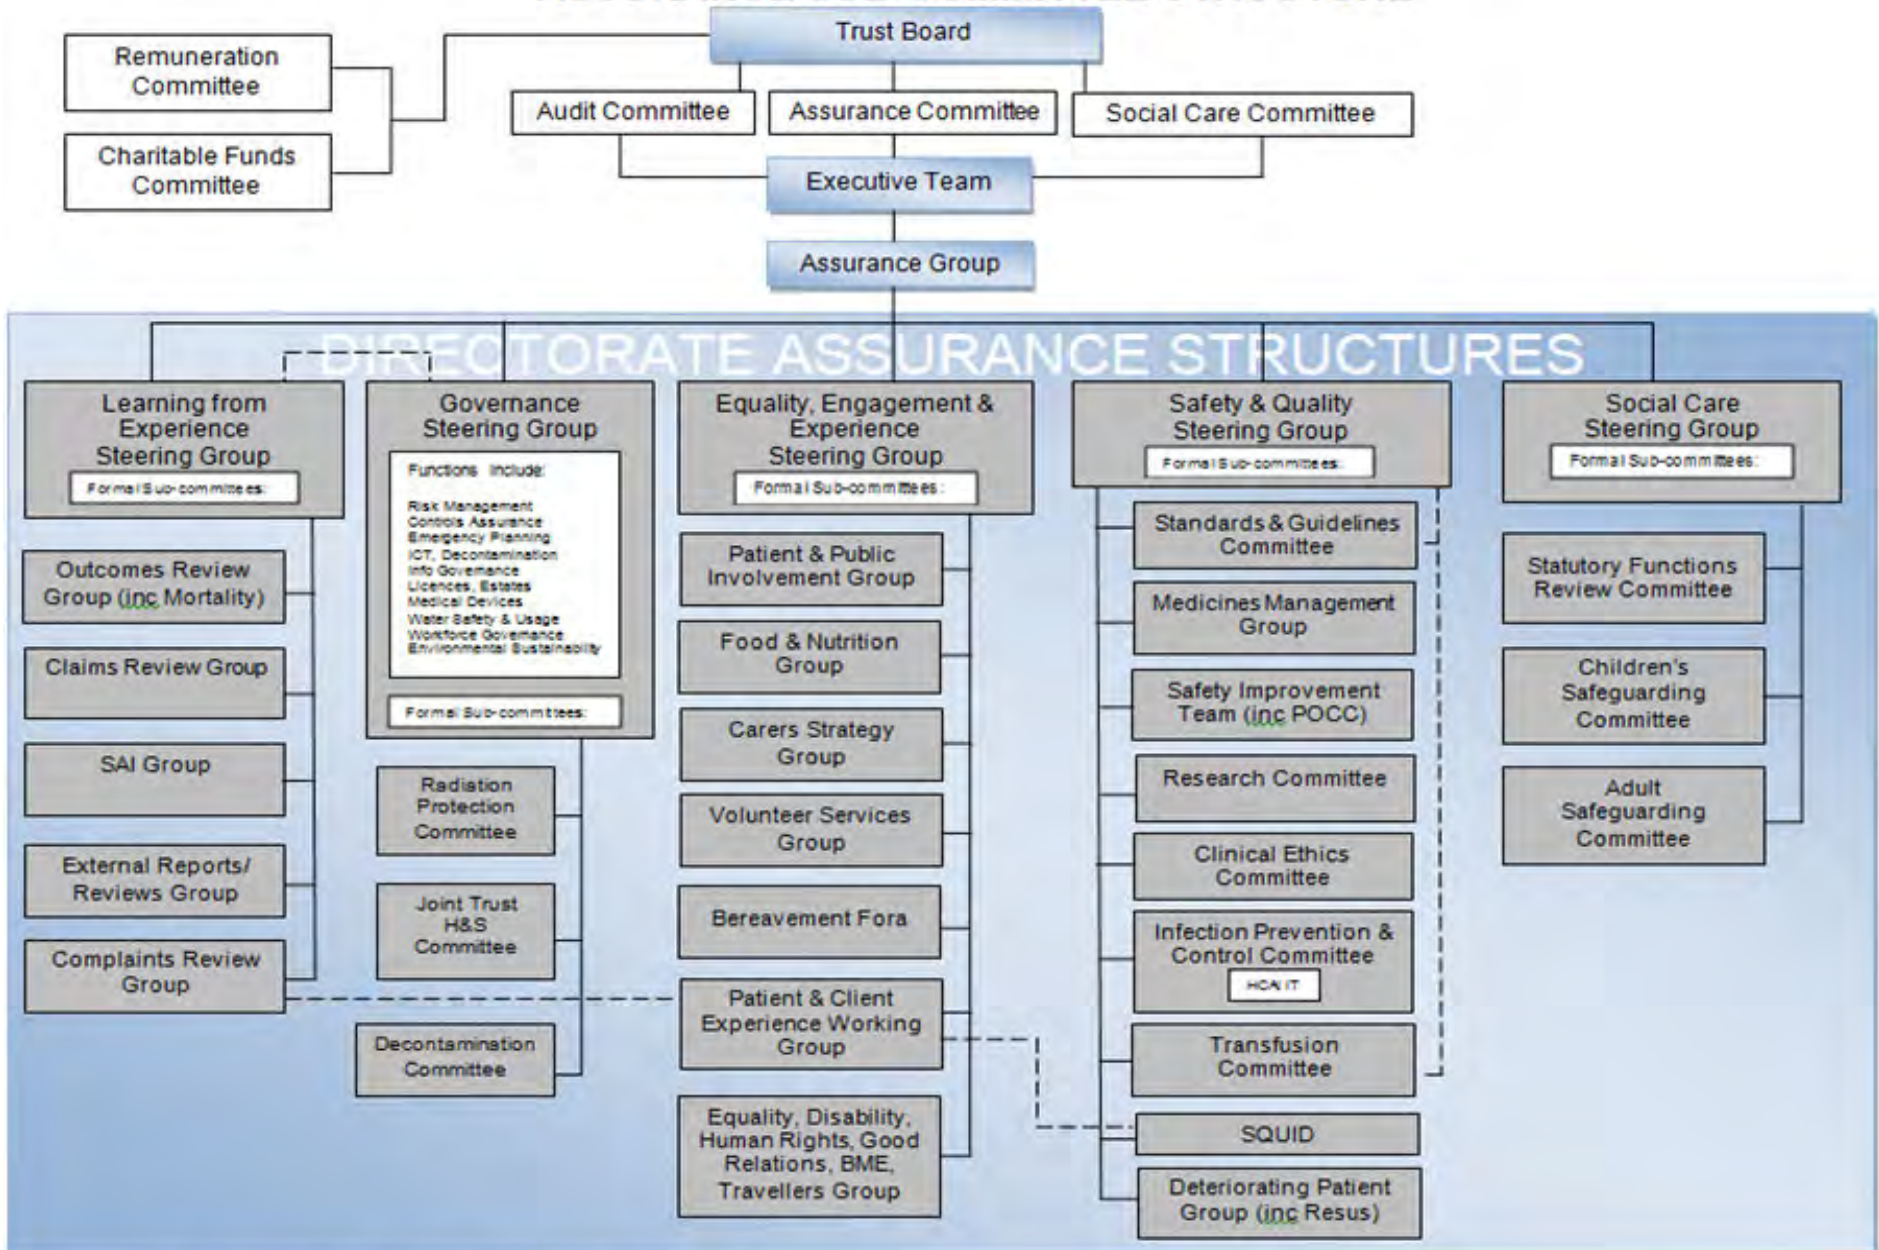 Trust Board
Remuneration
Committee
Charitable Funds
Committee
Audit Committee
Assurance Committee
Social Care Committee
Executive Team
Assurance Group
DIRECTORATE ASSURANCE STRUCTURES
Learning from
Experience
Steering Group
Formal Sub-committees:
Outcomes Review
Group (inc Mortality)
Claims Review Group
SAI Group
External Reports/
Reviews Group
Complaints Review
Group
Governance
Steering Group
Functions Include:
Risk Management
Controls Assurance
Emergency Planning
ICT, Decontamination
Info Governance
Licences, Estates
Medical Devices
Water Safety & Usage
Workforce Governance
Environmental Sustainability
Formal Sub-committees:
Radiation
Protection
Committee
Joint Trust
H&S
Committee
Decontamination
Committee
Equality, Engagement &
Experience
Steering Group
Formal Sub-committees:
Patient & Public
Involvement Group
Food & Nutrition
Group
Carers Strategy
Group
Volunteer Services
Group
Bereavement Fora
Patient & Client
Experience Working
Group
Equality, Disability,
Human Rights, Good
Relations, BME,
Travellers Group
Safety & Quality
Steering Group
Formal Sub-committees:
Standards & Guidelines
Committee
Medicines Management
Group
Safety Improvement
Team (inc POCC)
Research Committee
Clinical Ethics
Committee
Infection Prevention &
Control Committee
HCAI IT
Transfusion
Committee
SQUID
Deteriorating Patient
Group (inc Resus)
Social Care
Steering Group
Formal Sub-committees:
Statutory Functions
Review Committee
Children's
Safeguarding
Committee
Adult
Safeguarding
Committee